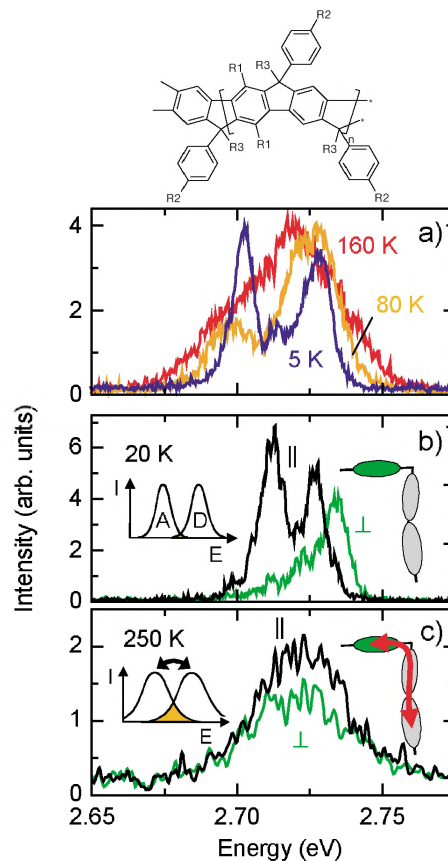 R2
R1
R3
*
*
n
R3
R1
R3
R2
R2
4
2
0
a)
160 K
80 K
5 K
6
4
2
0
b)
20 K
||
⊥
I
A
D
E
2
1
0
c)
250 K
||
⊥
I
E
2.65
2.70
2.75
Energy (eV)
Intensity (arb. units)